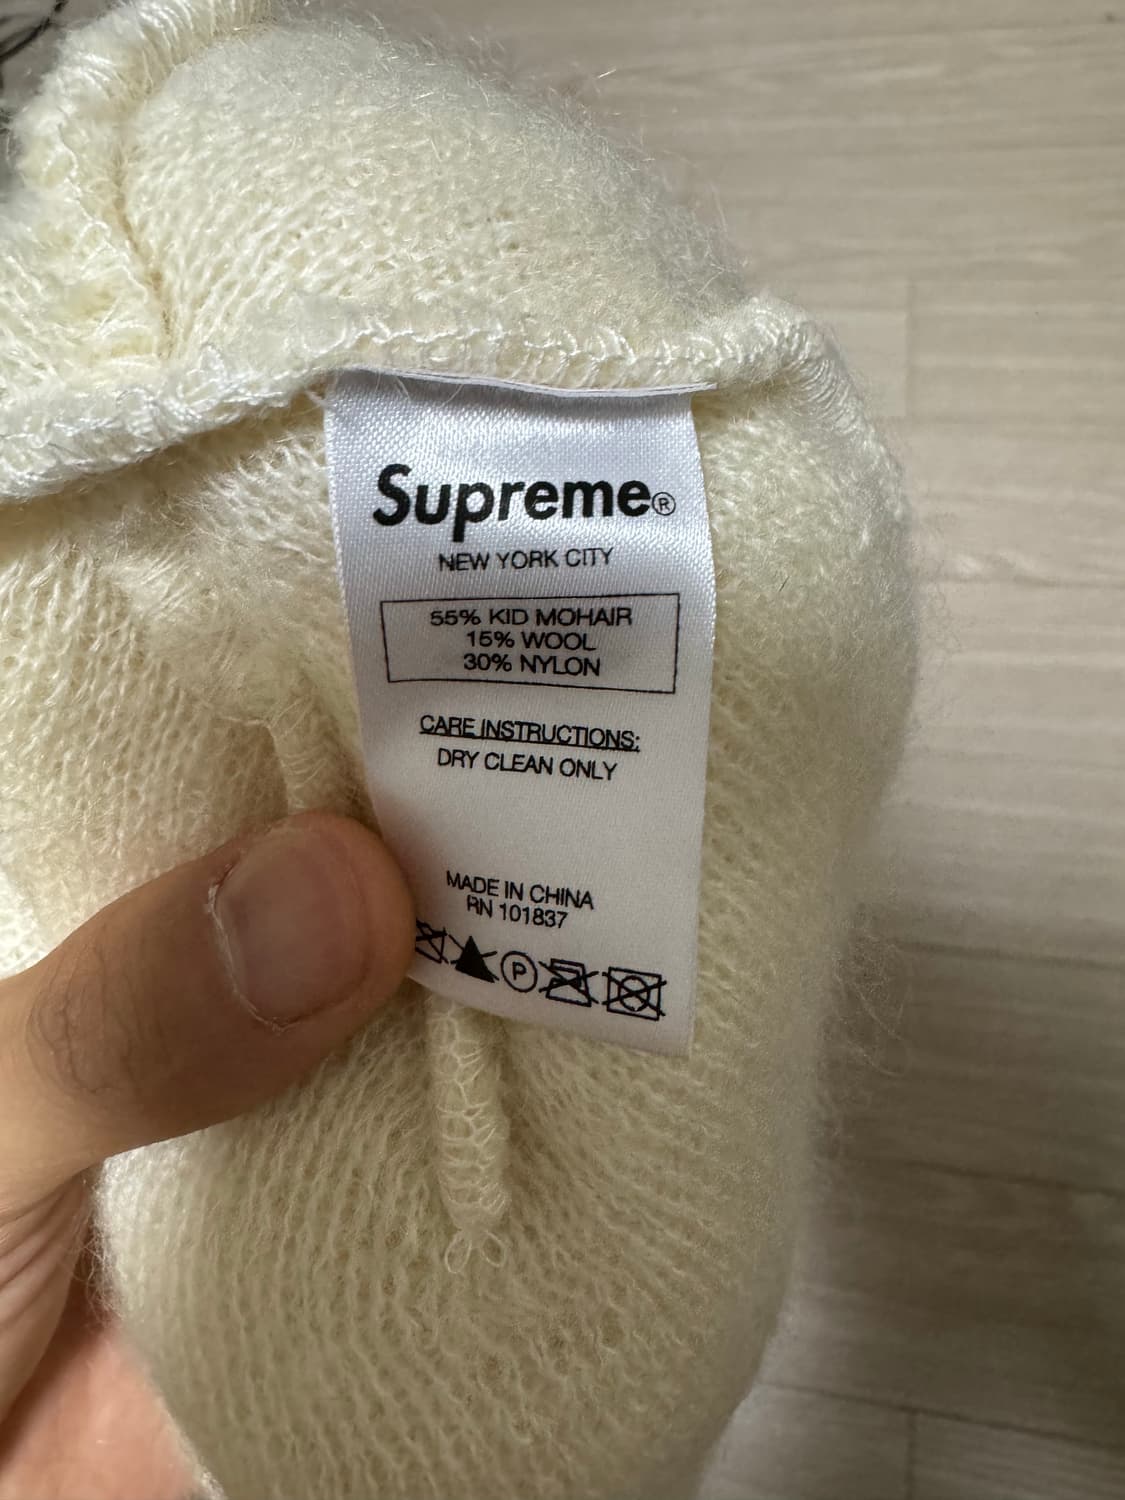 Supreme®
NEW YORK CITY
55% KID MOHAIR
15% WOOL
30% NYLON
CARE INSTRUCTIONS:
DRY CLEAN ONLY
MADE IN CHINA
RN 101837
P